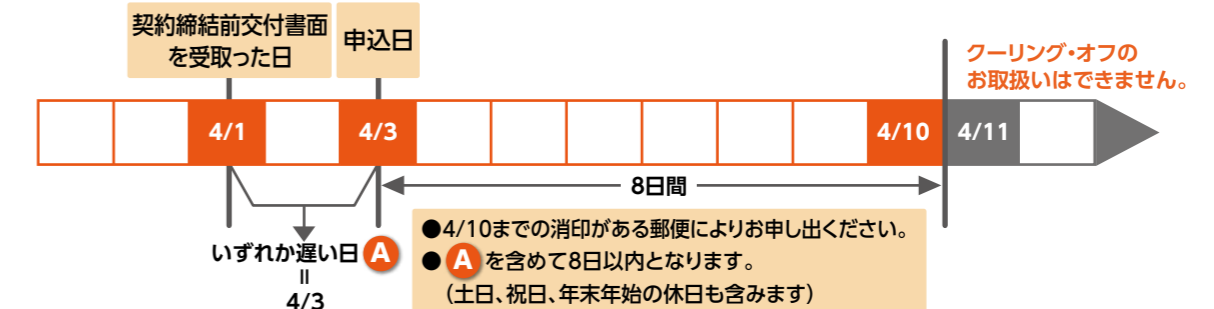 契約締結前交付書面
を受取った日
申込日
クーリング・オフの
お取扱いはできません。
4/1
4/3
4/10
4/11
8日間
いずれか遅い日 A
=
4/3
●4/10までの消印がある郵便によりお申し出ください。
● A を含めて8日以内となります。
（土日、祝日、年末年始の休日も含みます）